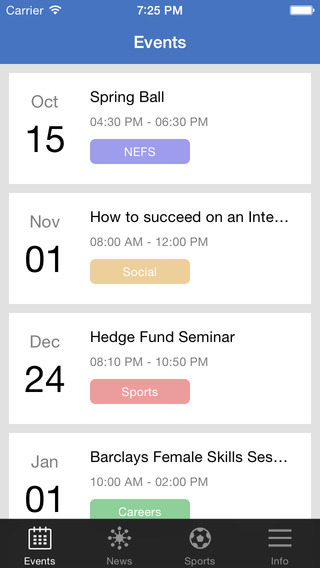 Carrier 7:25 PM
Events
Oct
15
Spring Ball
04:30 PM - 06:30 PM
NEFS
Nov
01
How to succeed on an Inte...
08:00 AM - 12:00 PM
Social
Dec
24
Hedge Fund Seminar
08:10 PM - 10:50 PM
Sports
Jan
01
Barclays Female Skills Ses...
10:00 AM - 02:00 PM
Careers
Events News Sports Info